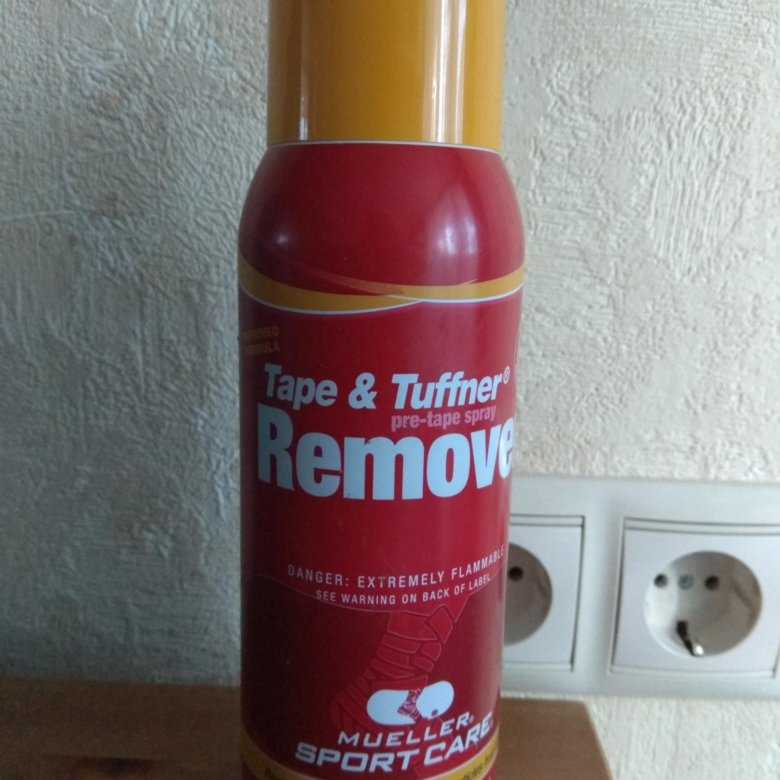 IMPROVED
FORMULA
Tape & Tuffner®
pre-tape spray
Remove
DANGER: EXTREMELY FLAMMABLE
SEE WARNING ON BACK OF LABEL
MUELLER®
SPORT CARE®